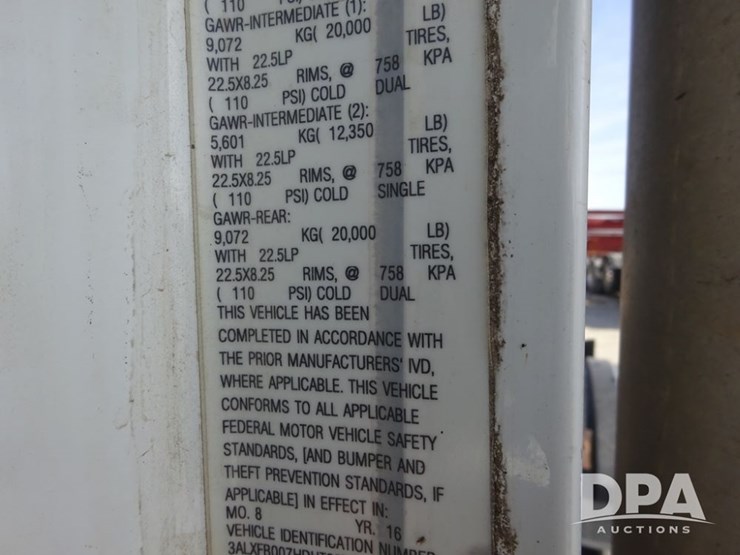 ( 110 PSI) COLD
GAWR-INTERMEDIATE (1):
9,072 KG( 20,000 LB)
WITH 22.5LP TIRES,
22.5X8.25 RIMS, @ 758 KPA
( 110 PSI) COLD DUAL
GAWR-INTERMEDIATE (2):
5,601 KG( 12,350 LB)
WITH 22.5LP TIRES,
22.5X8.25 RIMS, @ 758 KPA
( 110 PSI) COLD SINGLE
GAWR-REAR:
9,072 KG( 20,000 LB)
WITH 22.5LP TIRES,
22.5X8.25 RIMS, @ 758 KPA
( 110 PSI) COLD DUAL
THIS VEHICLE HAS BEEN
COMPLETED IN ACCORDANCE WITH
THE PRIOR MANUFACTURERS' IVD,
WHERE APPLICABLE. THIS VEHICLE
CONFORMS TO ALL APPLICABLE
FEDERAL MOTOR VEHICLE SAFETY
STANDARDS, [AND BUMPER AND
THEFT PREVENTION STANDARDS, IF
APPLICABLE] IN EFFECT IN:
MO. 8 YR. 16
VEHICLE IDENTIFICATION NUMBER
DPA
AUCTIONS